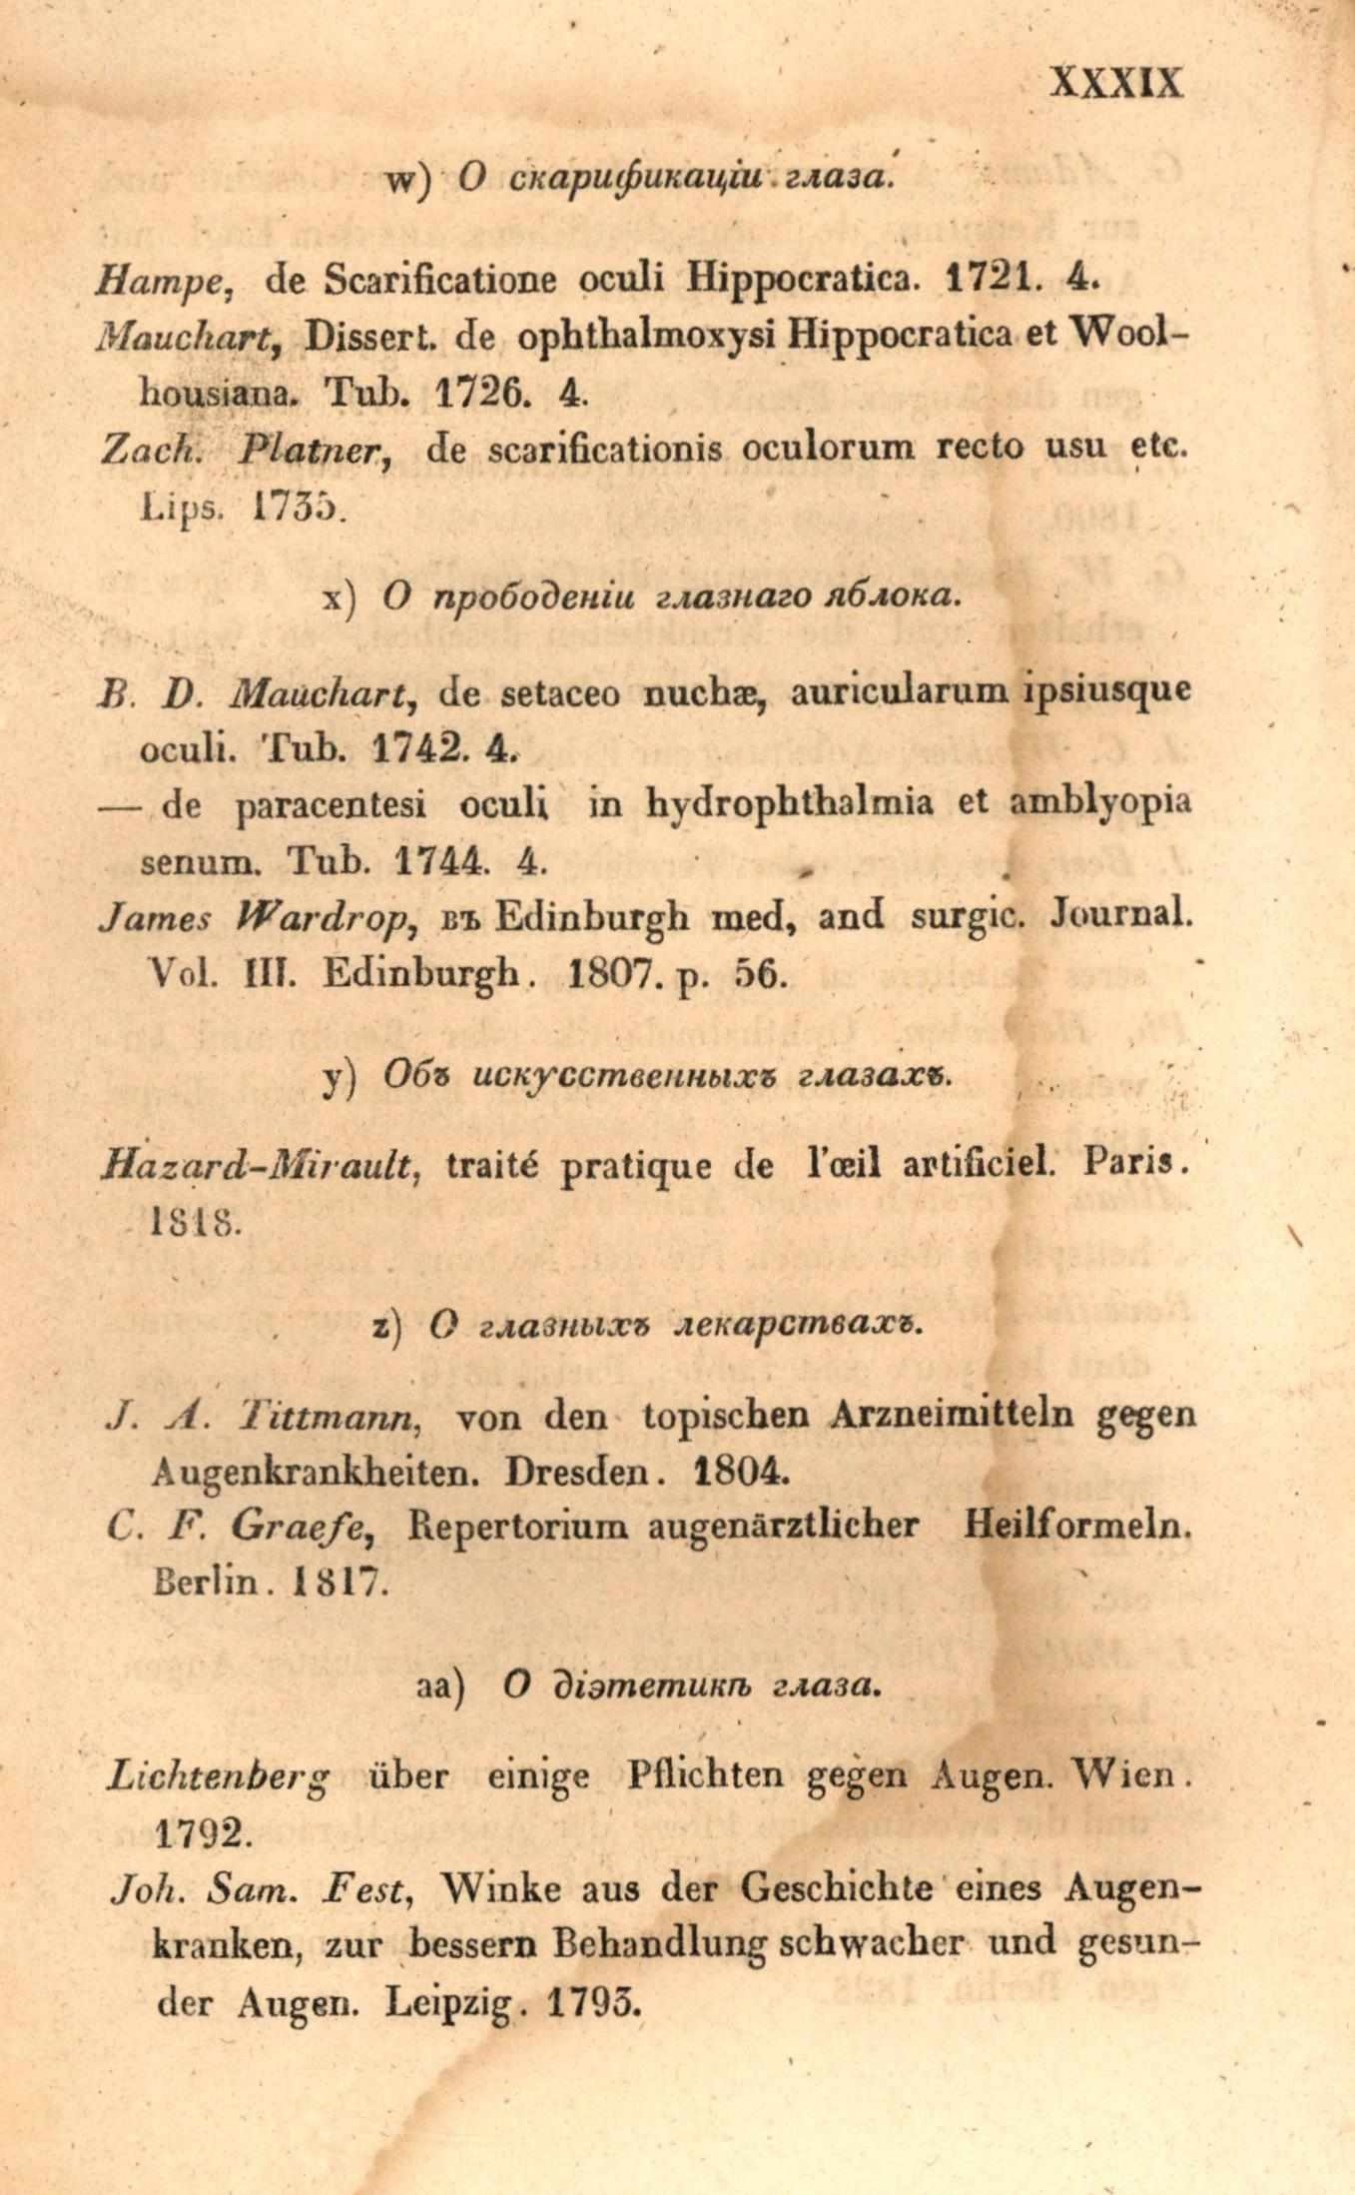 XXXIX
w) О скарификаціи глаза.
Hampe, de Scarificatione oculi Hippocratica. 1721. 4.
Mauchart, Dissert. de ophthalmoxysi Hippocratica et Wool-
housiana. Tub. 1726. 4.
Zach. Platner, de scarificationis oculorum recto usu etc.
Lips. 1735.
x) О прободеніи глазнаго яблока.
B. D. Mauchart, de setaceo nuchæ, auricularum ipsiusque
oculi. Tub. 1742. 4.
— de paracentesi oculi in hydrophthalmia et amblyopia
senum. Tub. 1744. 4.
James Wardrop, въ Edinburgh med, and surgic. Journal.
Vol. III. Edinburgh. 1807. p. 56.
y) Объ искусственныхъ глазахъ.
Hazard-Mirault, traité pratique de l'œil artificiel. Paris.
1818.
z) О глазныхъ лекарствахъ.
J. A. Tittmann, von den topischen Arzneimitteln gegen
Augenkrankheiten. Dresden. 1804.
C. F. Graefe, Repertorium augenärztlicher Heilformeln.
Berlin. 1817.
aa) О діэтетикѣ глаза.
Lichtenberg über einige Pflichten gegen Augen. Wien.
1792.
Joh. Sam. Fest, Winke aus der Geschichte eines Augen-
kranken, zur bessern Behandlung schwacher und gesun-
der Augen. Leipzig. 1793.